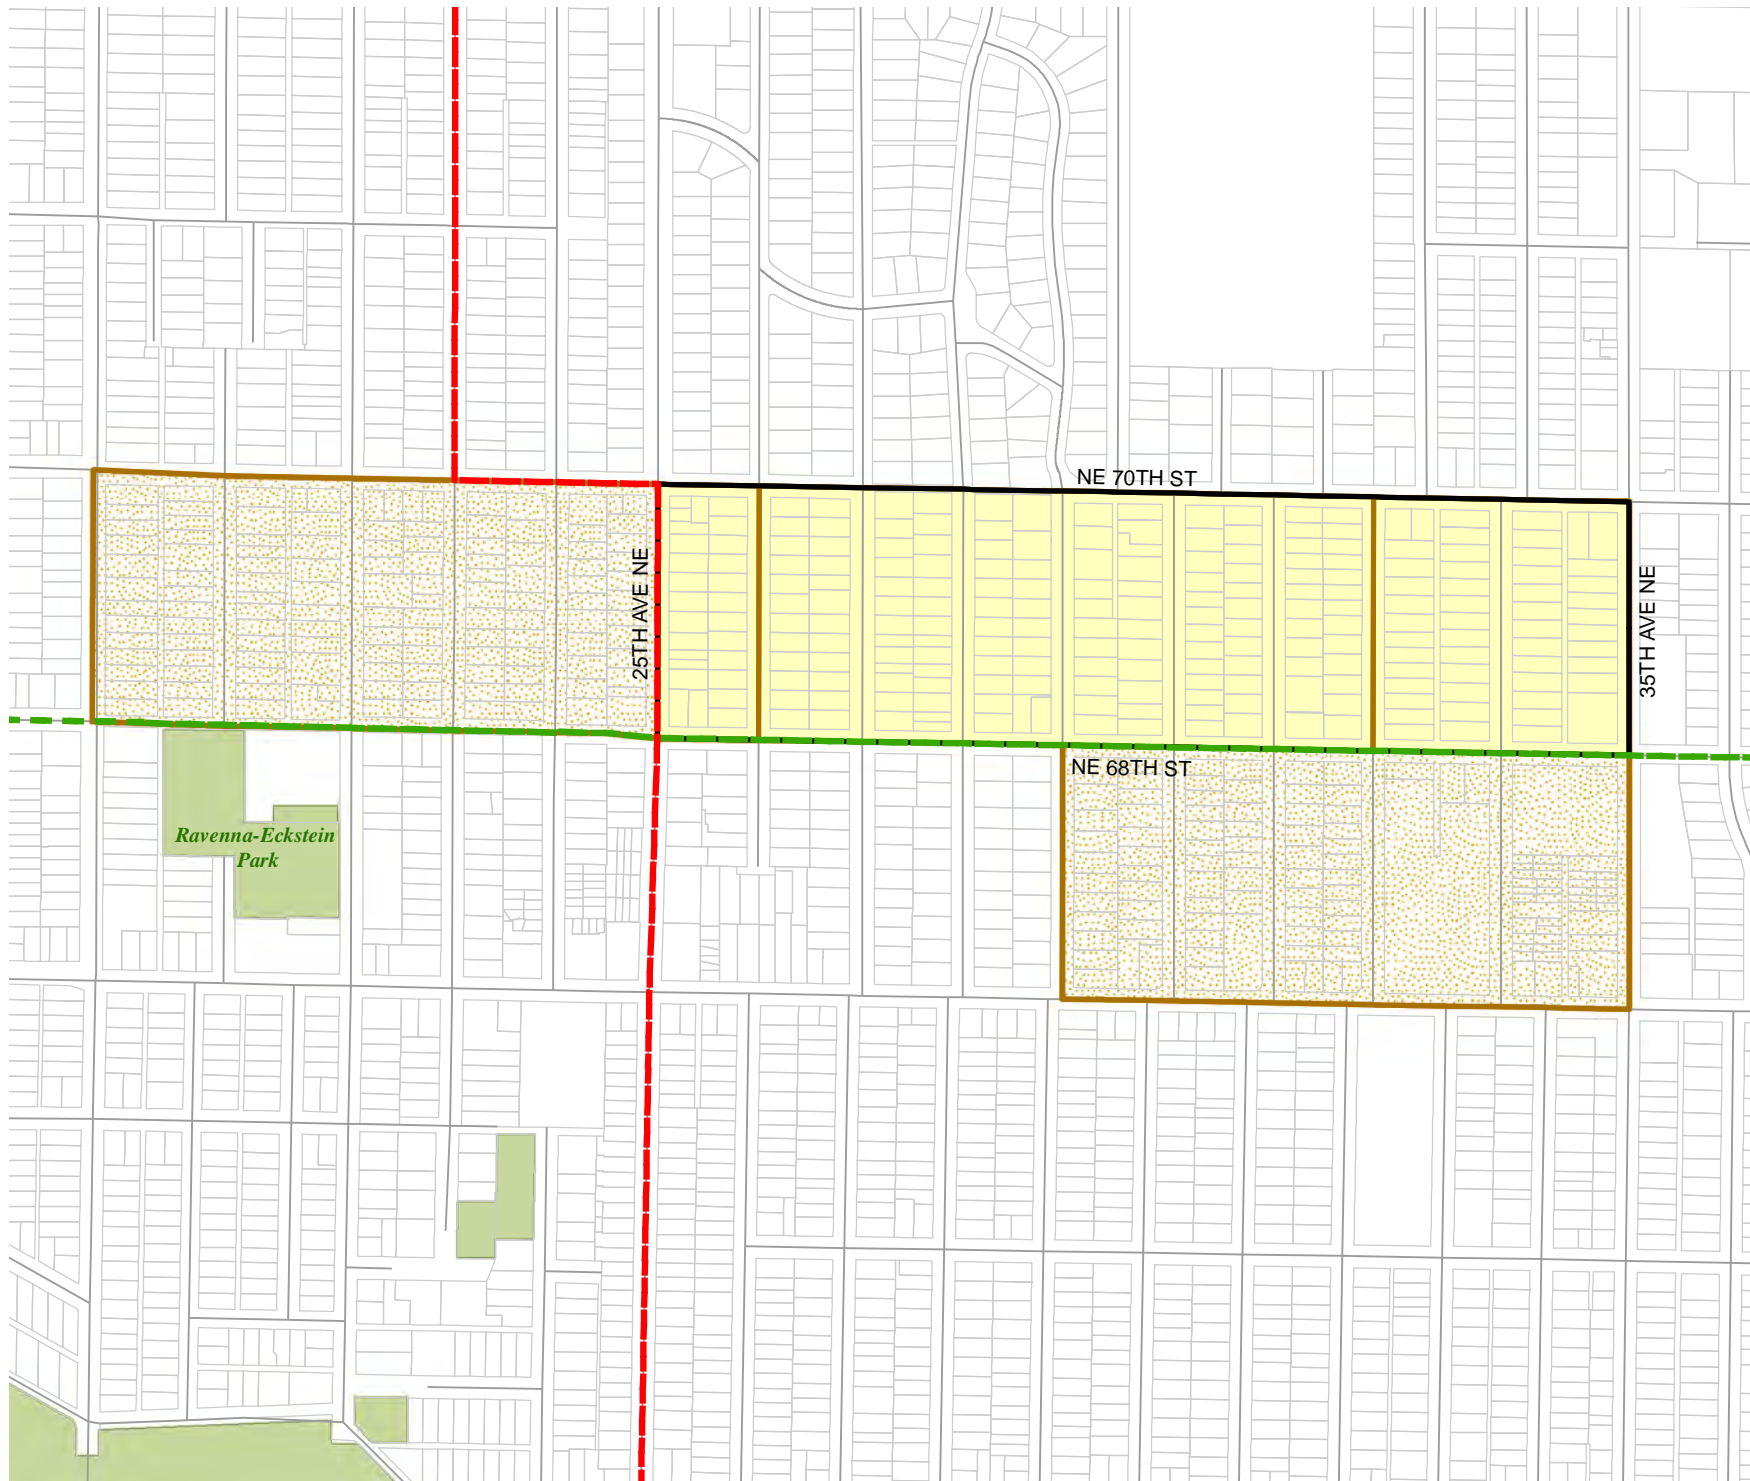 NE 70TH ST
25TH AVE NE
35TH AVE NE
NE 68TH ST
Ravenna-Eckstein
Park